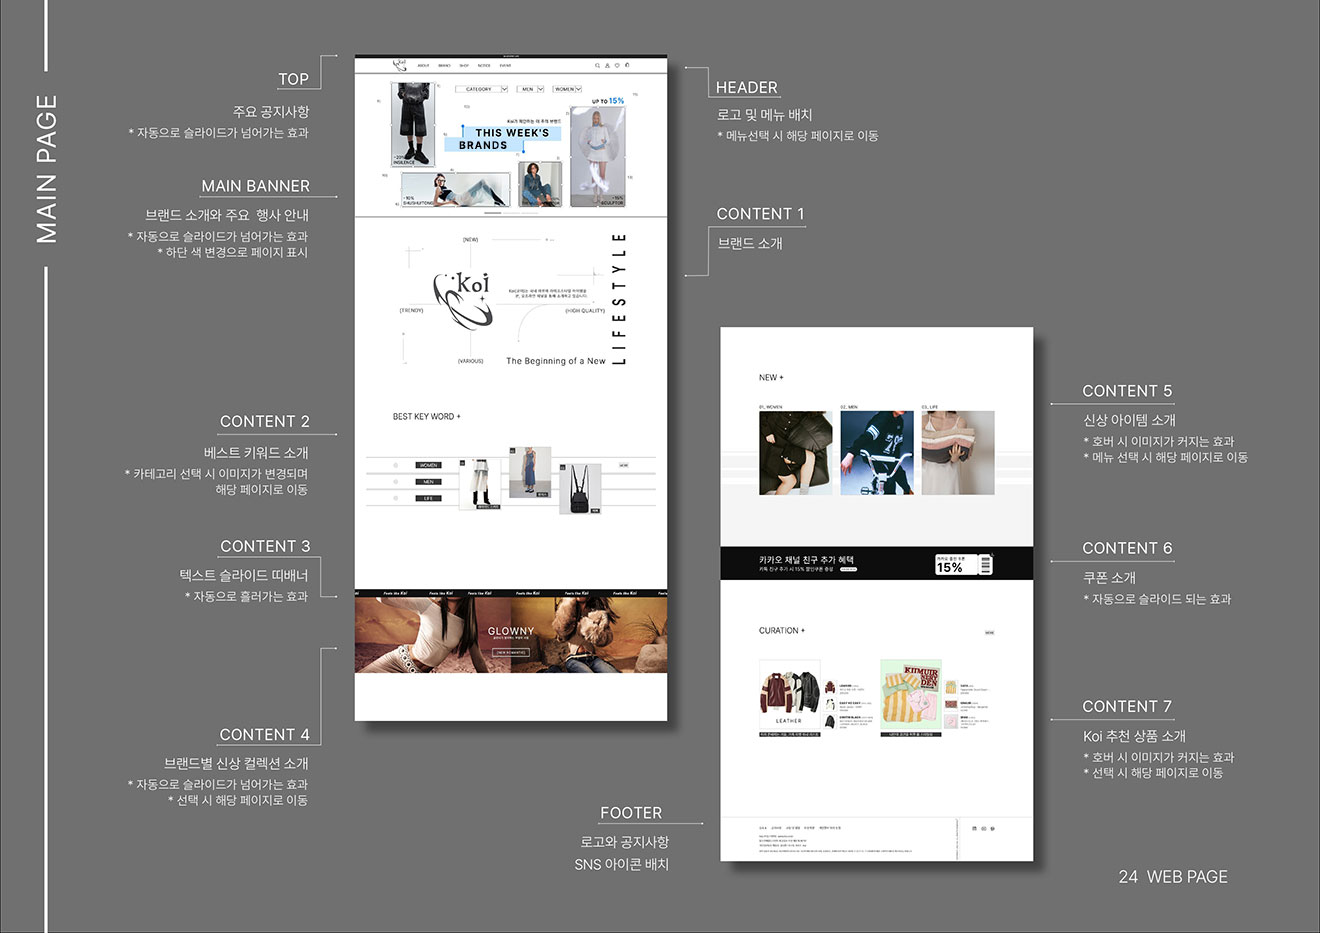 MAIN PAGE
TOP
주요 공지사항
* 자동으로 슬라이드가 넘어가는 효과
MAIN BANNER
브랜드 소개와 주요 행사 안내
* 자동으로 슬라이드가 넘어가는 효과
* 하단 색 변경으로 페이지 표시
CONTENT 2
베스트 키워드 소개
* 카테고리 선택 시 이미지가 변경되며
해당 페이지로 이동
CONTENT 3
텍스트 슬라이드 띠배너
* 자동으로 흘러가는 효과
CONTENT 4
브랜드별 신상 컬렉션 소개
* 자동으로 슬라이드가 넘어가는 효과
* 선택 시 해당 페이지로 이동
Koi
ABOUT
BRAND
SHOP
NOTICE
EVENT
CATEGORY
MEN
WOMEN
UP TO 15%
THIS WEEK'S
BRANDS
~20%
INSILENCE
~10%
SHUSHUTONG
~15%
SCULPTOR
(NEW)
Koi
(TRENDY)
(HIGH QUALITY)
(VARIOUS)
The Beginning of a New
LIFESTYLE
BEST KEY WORD +
WOMEN
MEN
LIFE
MORE
Feels like Koi
Feels like Koi
Feels like Koi
Feels like Koi
Feels like Koi
GLOWNY
HEADER
로고 및 메뉴 배치
* 메뉴선택 시 해당 페이지로 이동
CONTENT 1
브랜드 소개
NEW +
01, WOMEN
02, MEN
03, LIFE
카카오 채널 친구 추가 혜택
카톡 친구 추가 시 15% 할인쿠폰 증정
15%
CURATION +
MORE
LEATHER
FOOTER
로고와 공지사항
SNS 아이콘 배치
CONTENT 5
신상 아이템 소개
* 호버 시 이미지가 커지는 효과
* 메뉴 선택 시 해당 페이지로 이동
CONTENT 6
쿠폰 소개
* 자동으로 슬라이드 되는 효과
CONTENT 7
Koi 추천 상품 소개
* 호버 시 이미지가 커지는 효과
* 선택 시 해당 페이지로 이동
24 WEB PAGE